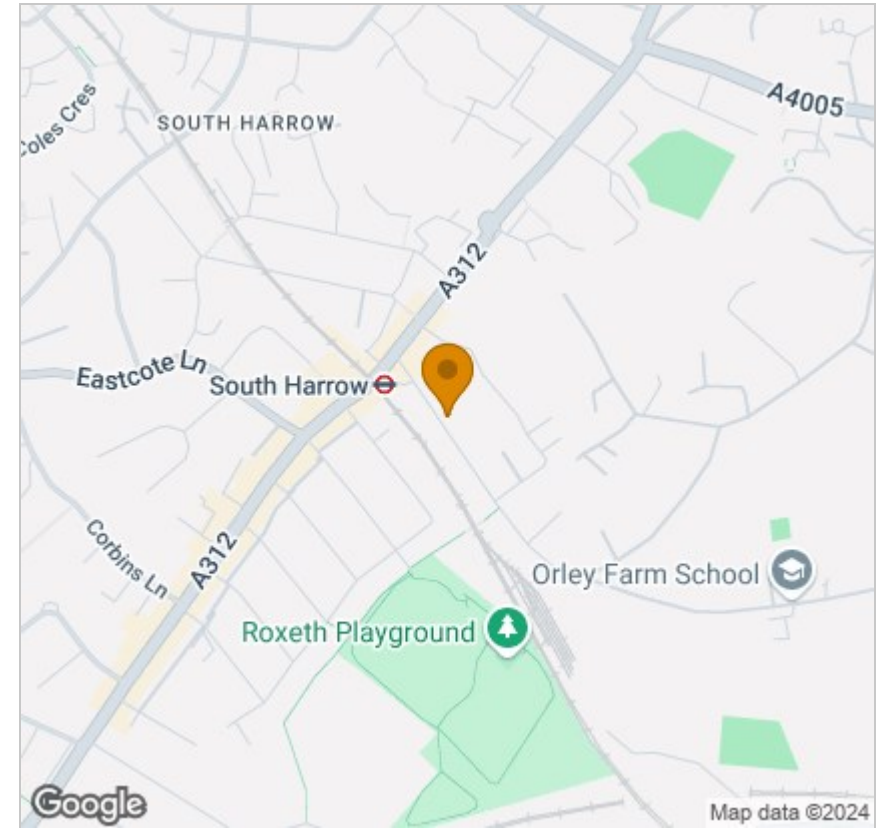 Coles Cres
SOUTH HARROW
A4005
A312
Eastcote Ln
South Harrow
Corbins Ln
A312
Orley Farm School
Roxeth Playground
Google
Map data ©2024